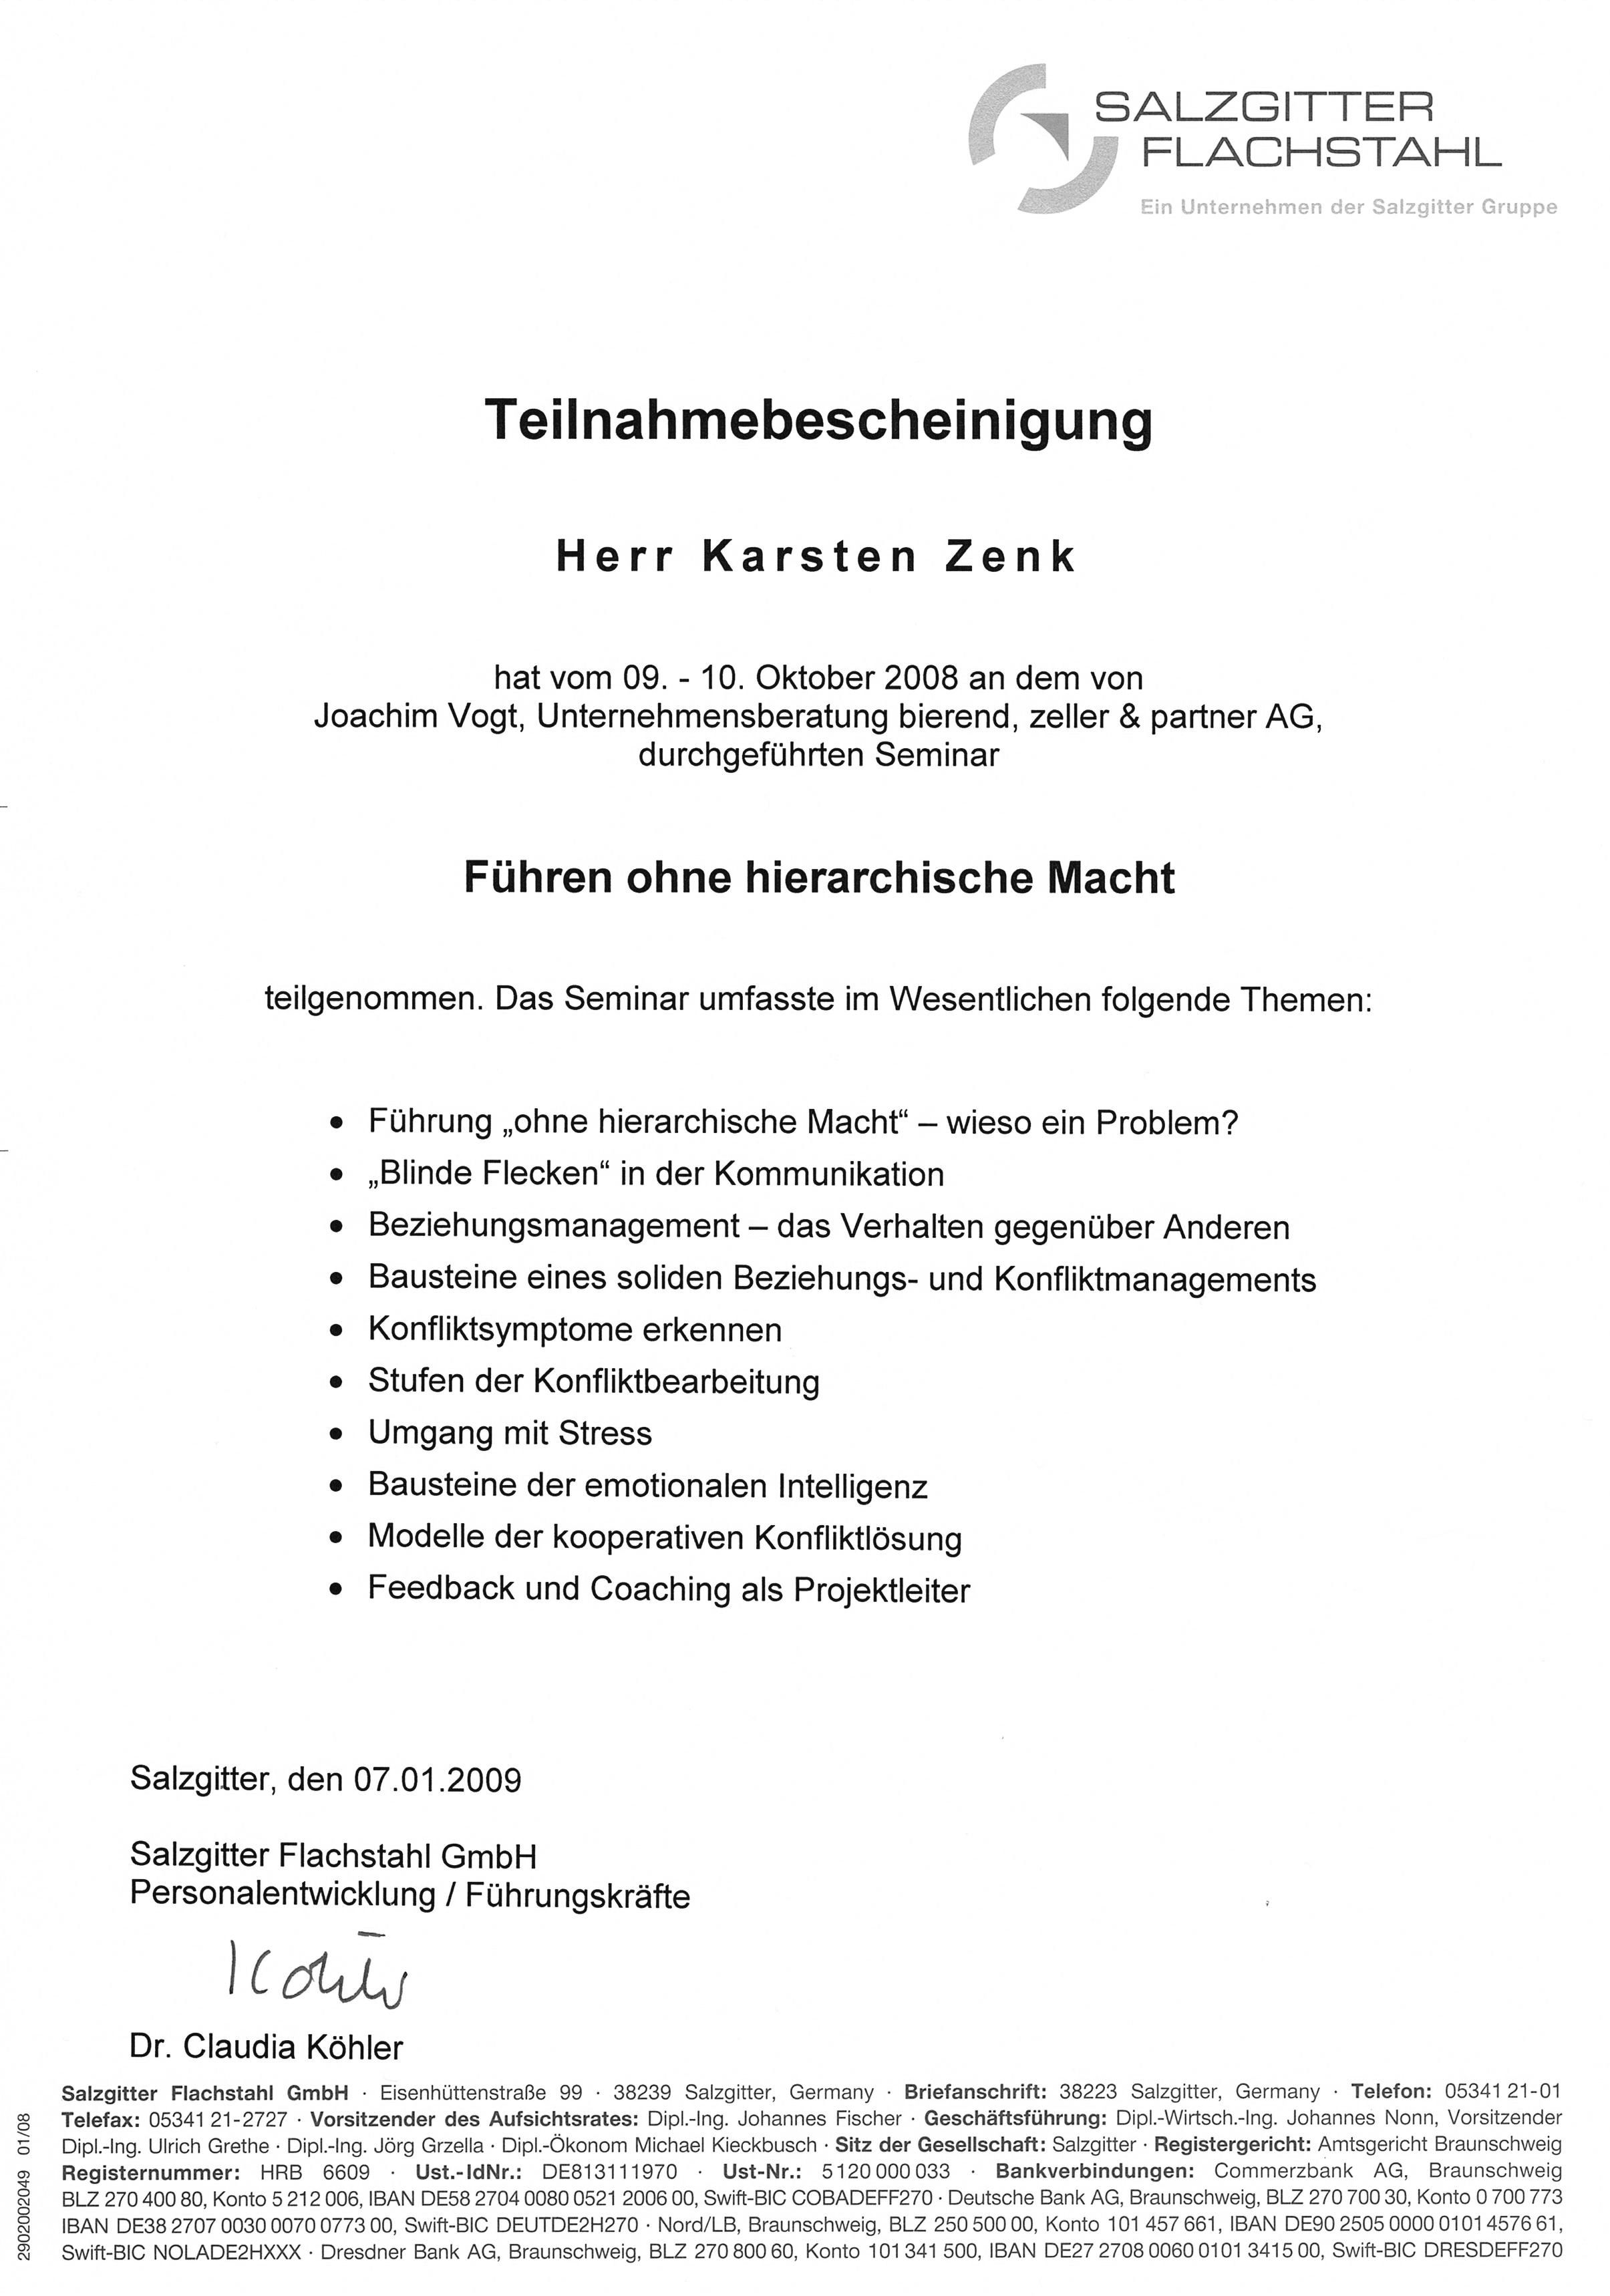 SALZGITTER
FLACHSTAHL
Ein Unternehmen der Salzgitter Gruppe
Teilnahmebescheinigung
Herr Karsten Zenk
hat vom 09. - 10. Oktober 2008 an dem von
Joachim Vogt, Unternehmensberatung bierend, zeller & partner AG,
durchgeführten Seminar
Führen ohne hierarchische Macht
teilgenommen. Das Seminar umfasste im Wesentlichen folgende Themen:
• Führung „ohne hierarchische Macht“ – wieso ein Problem?
• „Blinde Flecken“ in der Kommunikation
• Beziehungsmanagement – das Verhalten gegenüber Anderen
• Bausteine eines soliden Beziehungs- und Konfliktmanagements
• Konfliktsymptome erkennen
• Stufen der Konfliktbearbeitung
• Umgang mit Stress
• Bausteine der emotionalen Intelligenz
• Modelle der kooperativen Konfliktlösung
• Feedback und Coaching als Projektleiter
Salzgitter, den 07.01.2009
Salzgitter Flachstahl GmbH
Personalentwicklung / Führungskräfte
Köhler
Dr. Claudia Köhler
Salzgitter Flachstahl GmbH · Eisenhüttenstraße 99 · 38239 Salzgitter, Germany · Briefanschrift: 38223 Salzgitter, Germany · Telefon: 05341 21-01
Telefax: 05341 21-2727 · Vorsitzender des Aufsichtsrates: Dipl.-Ing. Johannes Fischer · Geschäftsführung: Dipl.-Wirtsch.-Ing. Johannes Nonn, Vorsitzender
Dipl.-Ing. Ulrich Grethe · Dipl.-Ing. Jörg Grzella · Dipl.-Ökonom Michael Kieckbusch · Sitz der Gesellschaft: Salzgitter · Registergericht: Amtsgericht Braunschweig
Registernummer: HRB 6609 · Ust.-IdNr.: DE813111970 · Ust-Nr.: 5120 000 033 · Bankverbindungen: Commerzbank AG, Braunschweig
BLZ 270 400 80, Konto 5 212 006, IBAN DE58 2704 0080 0521 2006 00, Swift-BIC COBADEFF270 · Deutsche Bank AG, Braunschweig, BLZ 270 700 30, Konto 0 700 773
IBAN DE38 2707 0030 0070 0773 00, Swift-BIC DEUTDE2H270 · Nord/LB, Braunschweig, BLZ 250 500 00, Konto 101 457 661, IBAN DE90 2505 0000 0101 4576 61,
Swift-BIC NOLADE2HXXX · Dresdner Bank AG, Braunschweig, BLZ 270 800 60, Konto 101 341 500, IBAN DE27 2708 0060 0101 3415 00, Swift-BIC DRESDEFF270
2902002049 01/08